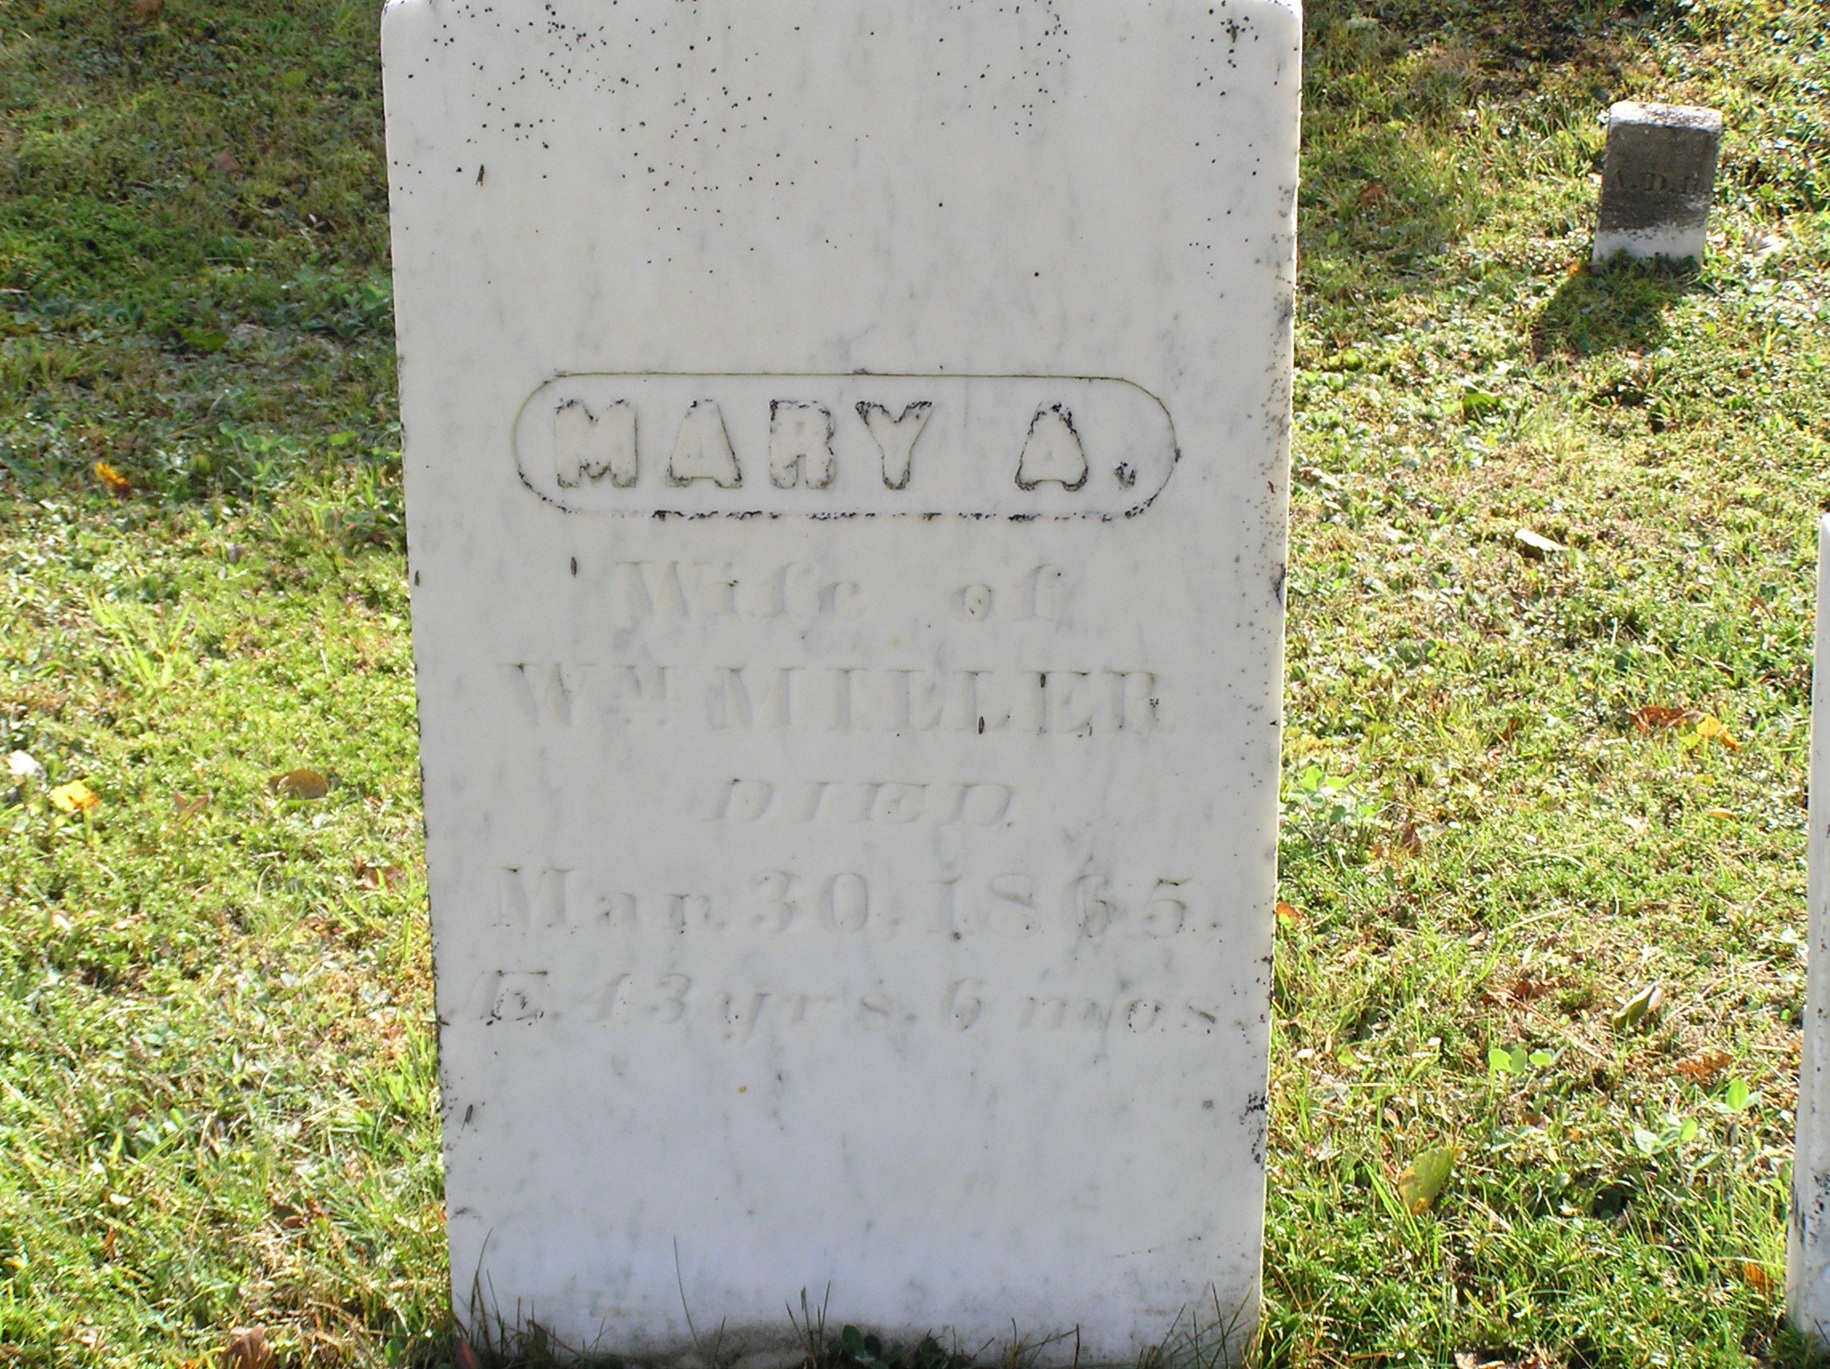 MARY A.
Wife of
Wᴹ MILLER
DIED
Mar. 30, 1865.
Æ. 43 yrs. 6 mos.